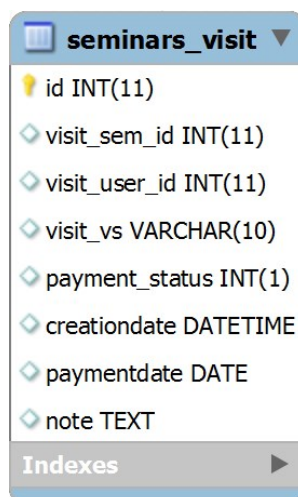 seminars_visit
id INT(11)
visit_sem_id INT(11)
visit_user_id INT(11)
visit_vs VARCHAR(10)
payment_status INT(1)
creationdate DATETIME
paymentdate DATE
note TEXT
Indexes